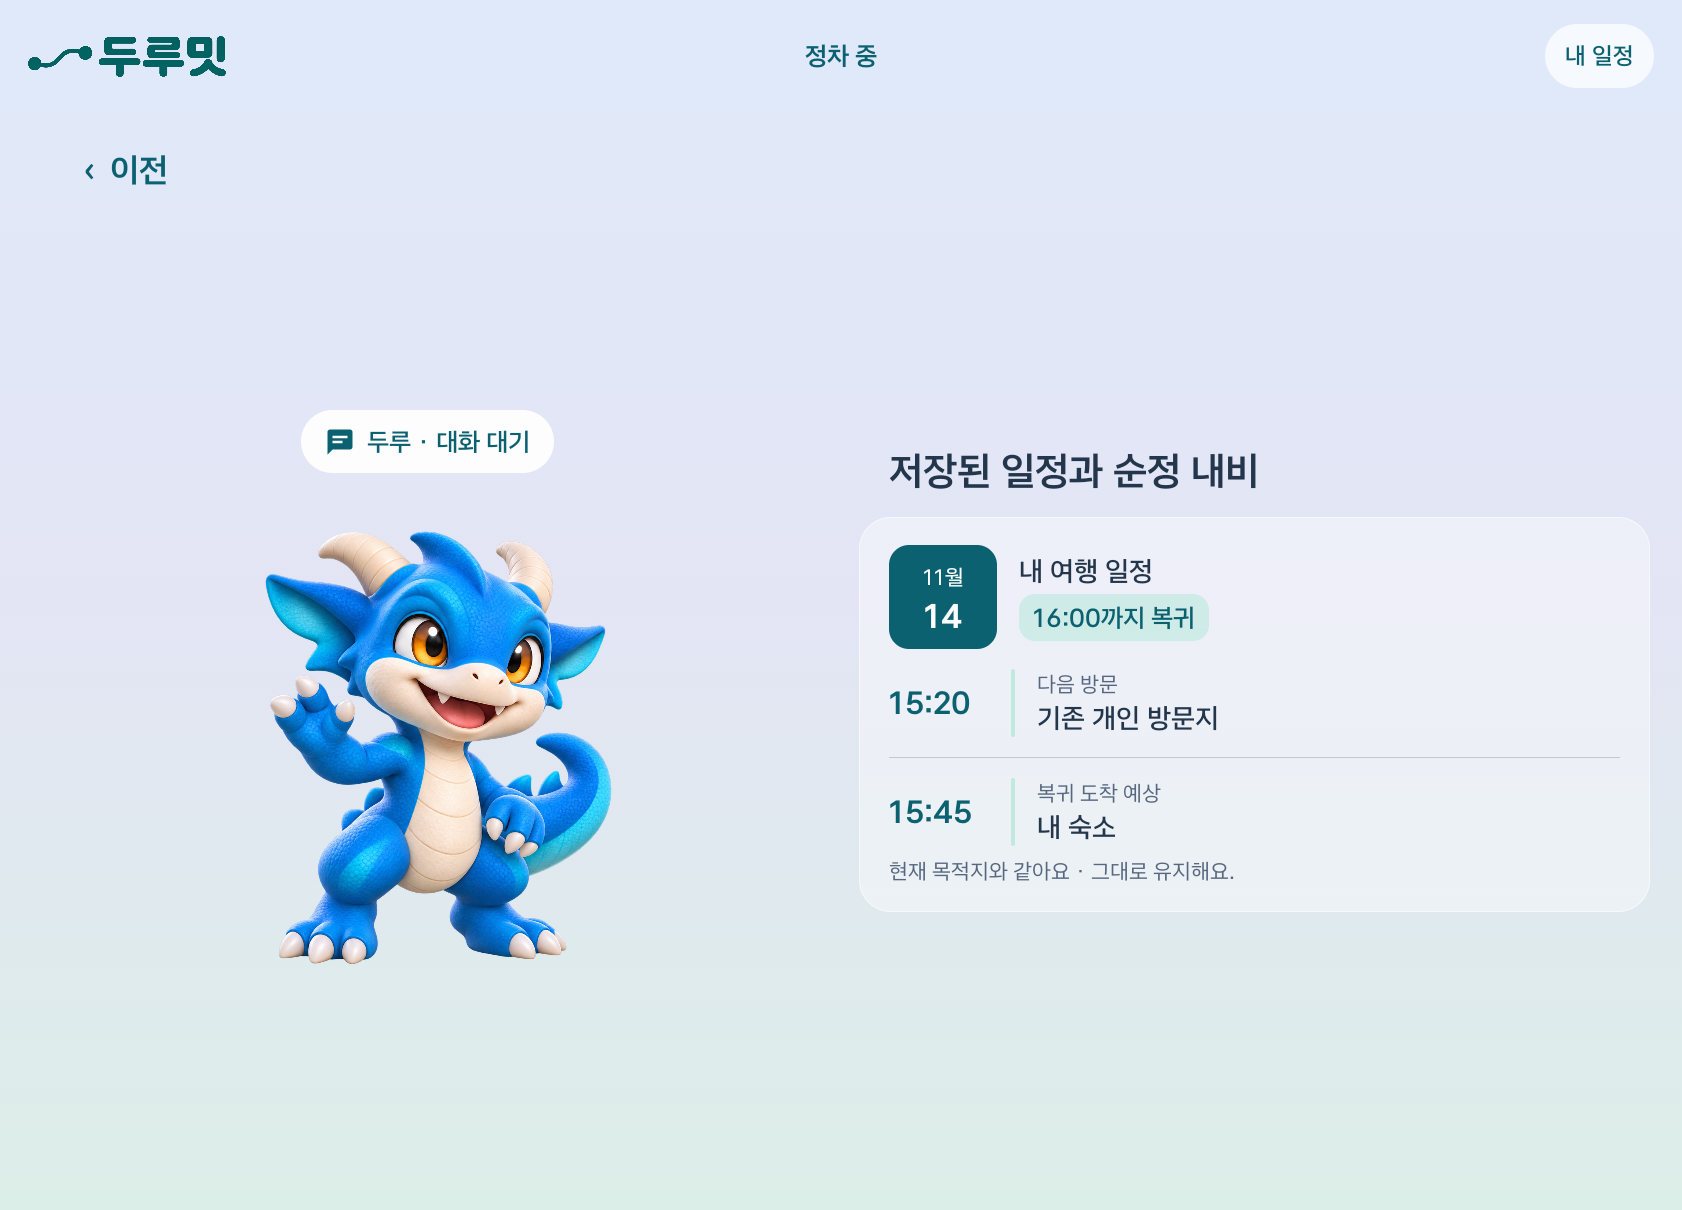 두루밋
정차 중
내 일정
‹ 이전
두루 · 대화 대기
저장된 일정과 순정 내비
11월
14
내 여행 일정
16:00까지 복귀
15:20
다음 방문
기존 개인 방문지
15:45
복귀 도착 예상
내 숙소
현재 목적지와 같아요 · 그대로 유지해요.